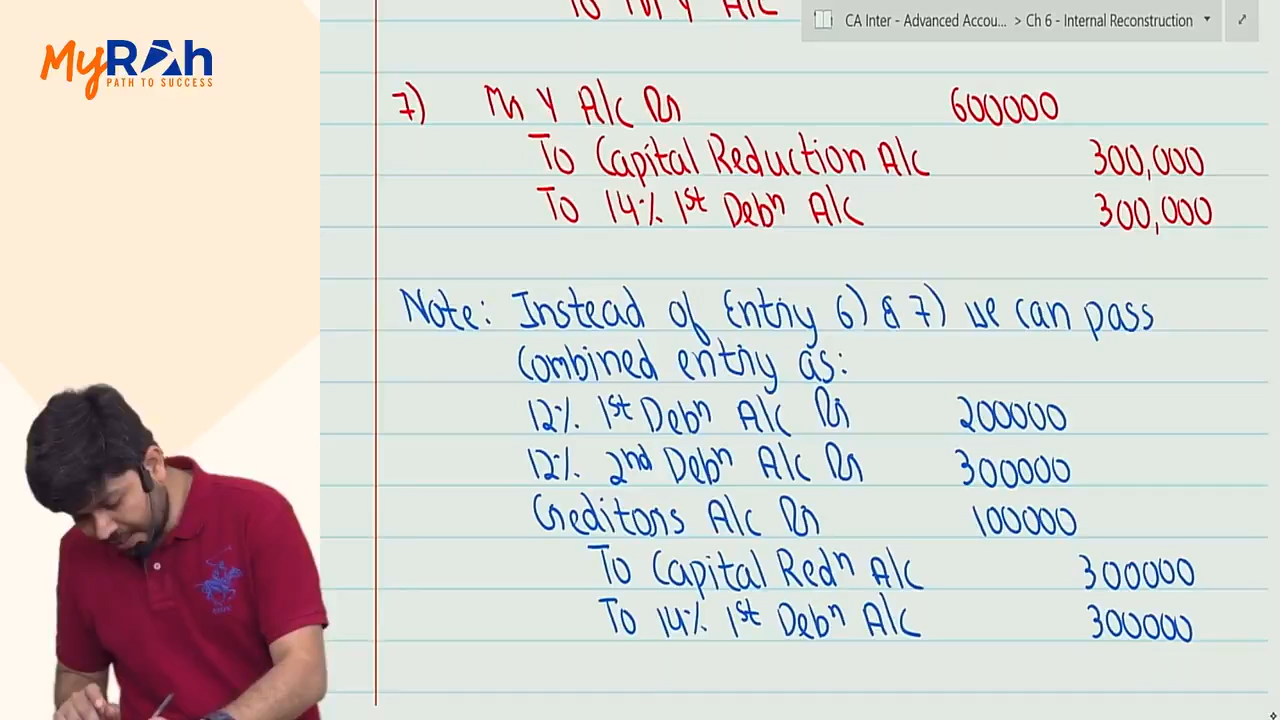 To Mr Y A/c
CA Inter - Advanced Accou... > Ch 6 - Internal Reconstruction
MyRAh
PATH TO SUCCESS
7) Mr Y A/c Dr 600000
To Capital Reduction A/c 300,000
To 14% 1st Debn A/c 300,000
Note: Instead of Entry 6) & 7) we can pass
Combined entry as:
12% 1st Debn A/c Dr 200000
12% 2nd Debn A/c Dr 300000
Creditors A/c Dr 100000
To Capital Redn A/c 300000
To 14% 1st Debn A/c 300000